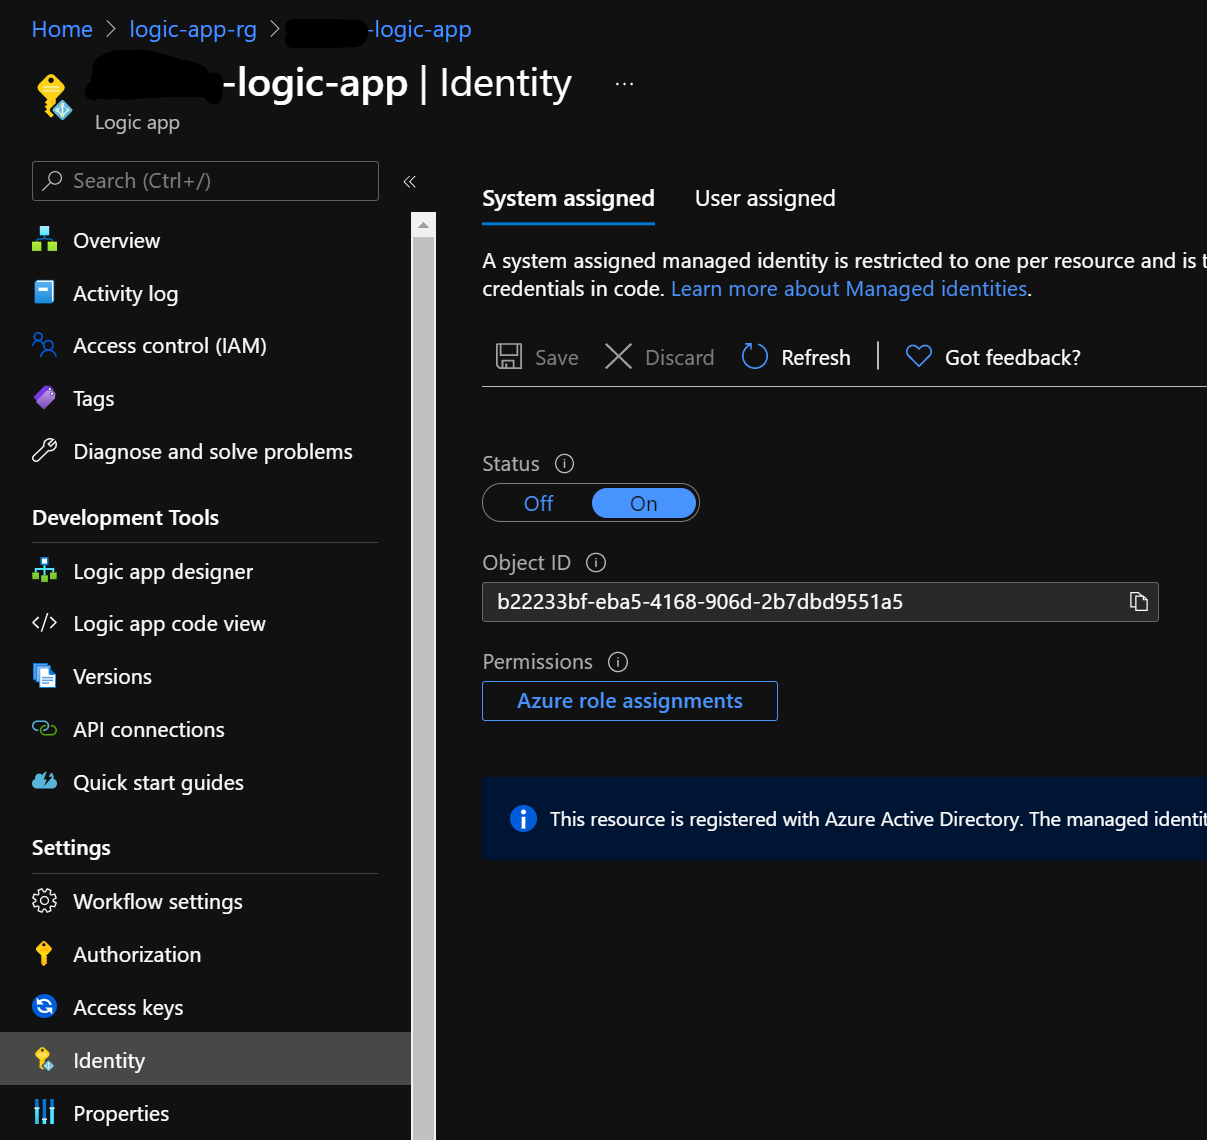 Home > logic-app-rg > -logic-app
-logic-app | Identity ...
Logic app
Search (Ctrl+/) «
Overview
Activity log
Access control (IAM)
Tags
Diagnose and solve problems
Development Tools
Logic app designer
Logic app code view
Versions
API connections
Quick start guides
Settings
Workflow settings
Authorization
Access keys
Identity
Properties
System assigned User assigned
A system assigned managed identity is restricted to one per resource and is
credentials in code. Learn more about Managed identities.
Save Discard Refresh | Got feedback?
Status
Off On
Object ID
b22233bf-eba5-4168-906d-2b7dbd9551a5
Permissions
Azure role assignments
This resource is registered with Azure Active Directory. The managed